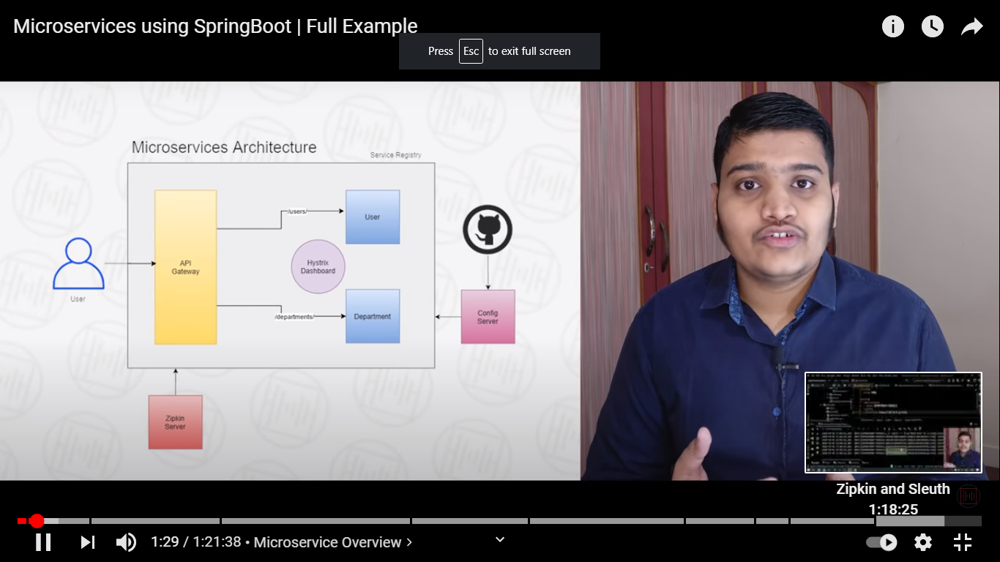 Microservices using SpringBoot | Full Example
Press Esc to exit full screen
Microservices Architecture
Service Registry
/users/
User
API
Gateway
Hystrix
Dashboard
User
/departments/
Department
Config
Server
Zipkin
Server
Zipkin and Sleuth
1:18:25
1:29 / 1:21:38 • Microservice Overview >